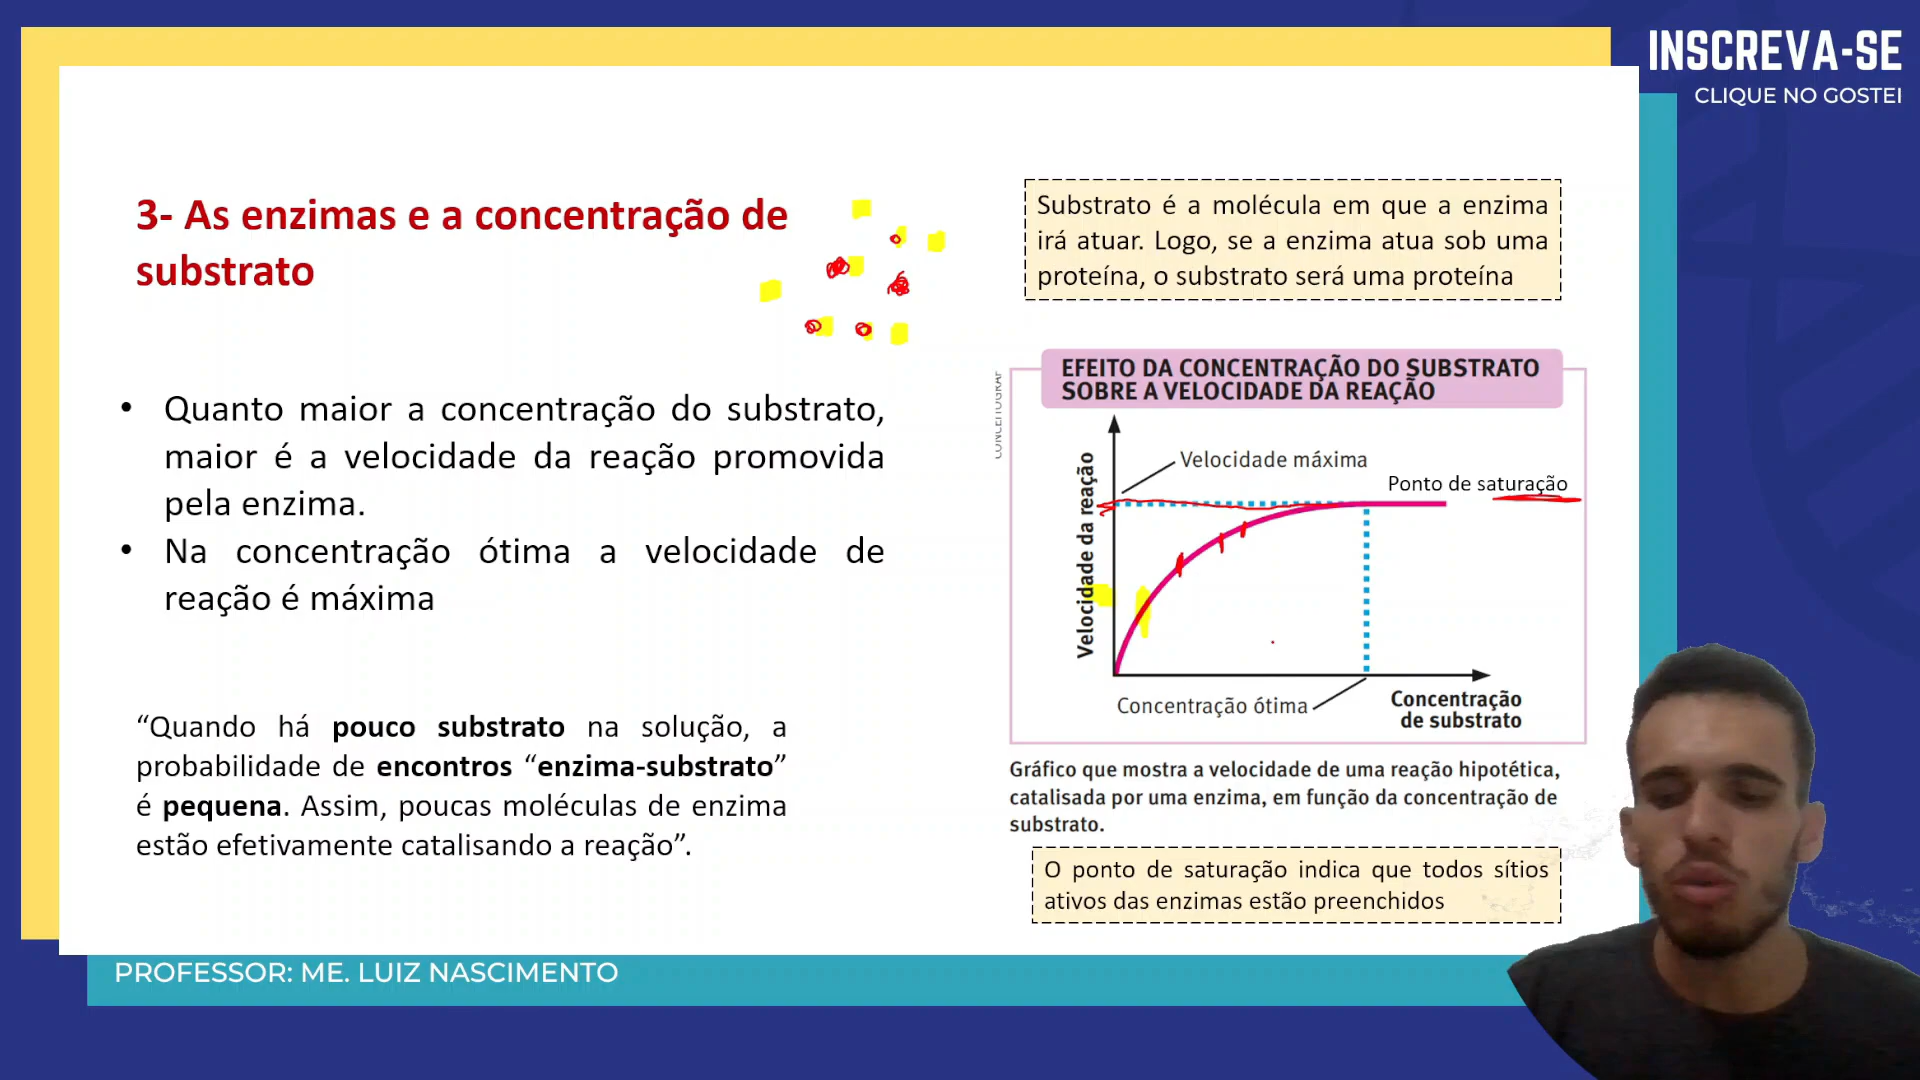 INSCREVA-SE
CLIQUE NO GOSTEI
3- As enzimas e a concentração de
substrato
• Quanto maior a concentração do substrato,
maior é a velocidade da reação promovida
pela enzima.
• Na concentração ótima a velocidade de
reação é máxima
“Quando há pouco substrato na solução, a
probabilidade de encontros “enzima-substrato”
é pequena. Assim, poucas moléculas de enzima
estão efetivamente catalisando a reação”.
Substrato é a molécula em que a enzima
irá atuar. Logo, se a enzima atua sob uma
proteína, o substrato será uma proteína
EFEITO DA CONCENTRAÇÃO DO SUBSTRATO
SOBRE A VELOCIDADE DA REAÇÃO
Velocidade da reação
Velocidade máxima
Ponto de saturação
Concentração ótima
Concentração
de substrato
Gráfico que mostra a velocidade de uma reação hipotética,
catalisada por uma enzima, em função da concentração de
substrato.
O ponto de saturação indica que todos sítios
ativos das enzimas estão preenchidos
PROFESSOR: ME. LUIZ NASCIMENTO